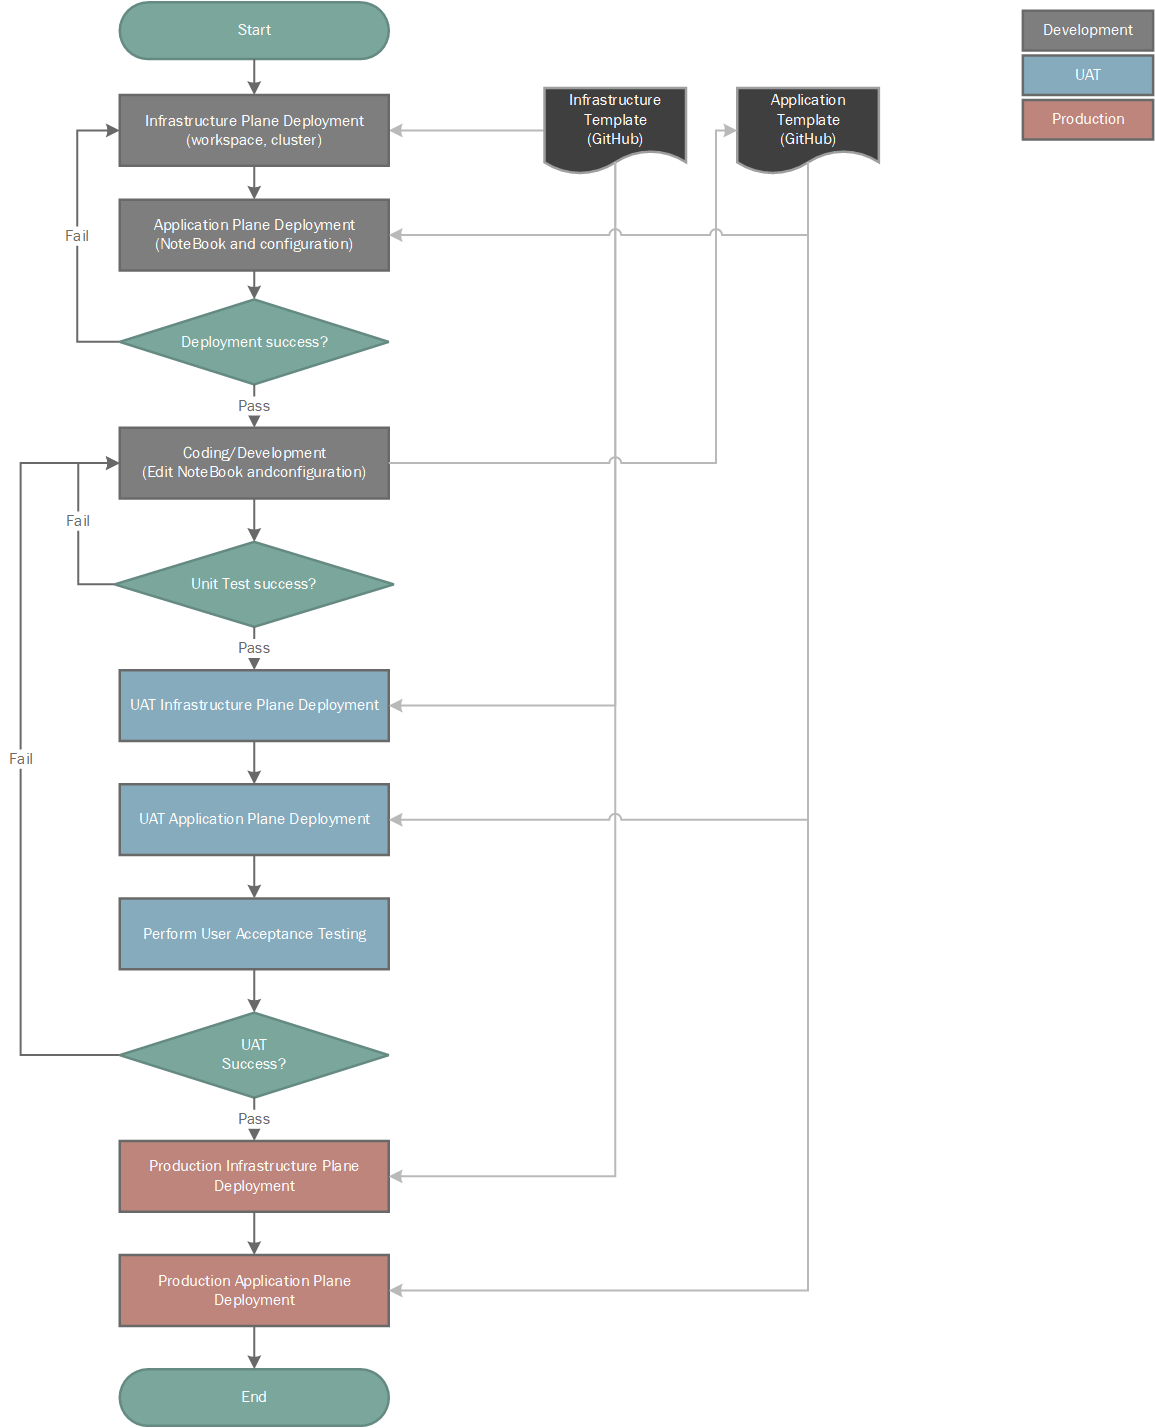 Start
Development
UAT
Production
Infrastructure
Template
(GitHub)
Application
Template
(GitHub)
Infrastructure Plane Deployment
(workspace, cluster)
Application Plane Deployment
(NoteBook and configuration)
Fail
Deployment success?
Pass
Coding/Development
(Edit NoteBook andconfiguration)
Fail
Unit Test success?
Pass
UAT Infrastructure Plane Deployment
Fail
UAT Application Plane Deployment
Perform User Acceptance Testing
UAT
Success?
Pass
Production Infrastructure Plane
Deployment
Production Application Plane
Deployment
End